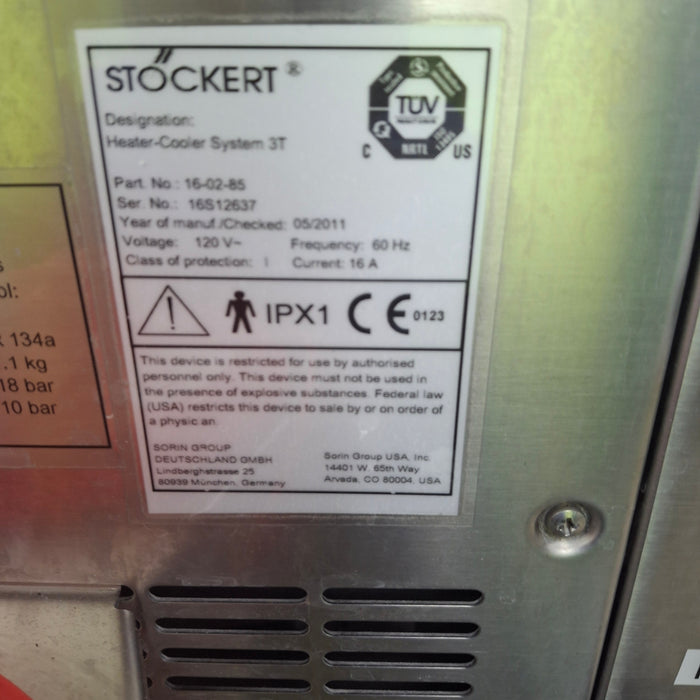 STÖCKERT ®
TÜV
NRTL
C US
Designation:
Heater-Cooler System 3T
Part. No.: 16-02-85
Ser. No.: 16S12637
Year of manuf./Checked: 05/2011
Voltage: 120 V~ Frequency: 60 Hz
Class of protection: I Current: 16 A
IPX1 CE 0123
This device is restricted for use by authorised
personnel only. This device must not be used in
the presence of explosive substances. Federal law
(USA) restricts this device to sale by or on order of
a physic an.
SORIN GROUP
DEUTSCHLAND GMBH
Lindberghstrasse 25
80939 München, Germany
Sorin Group USA, Inc.
14401 W. 65th Way
Arvada, CO 80004, USA
ol:
134a
.1 kg
18 bar
10 bar